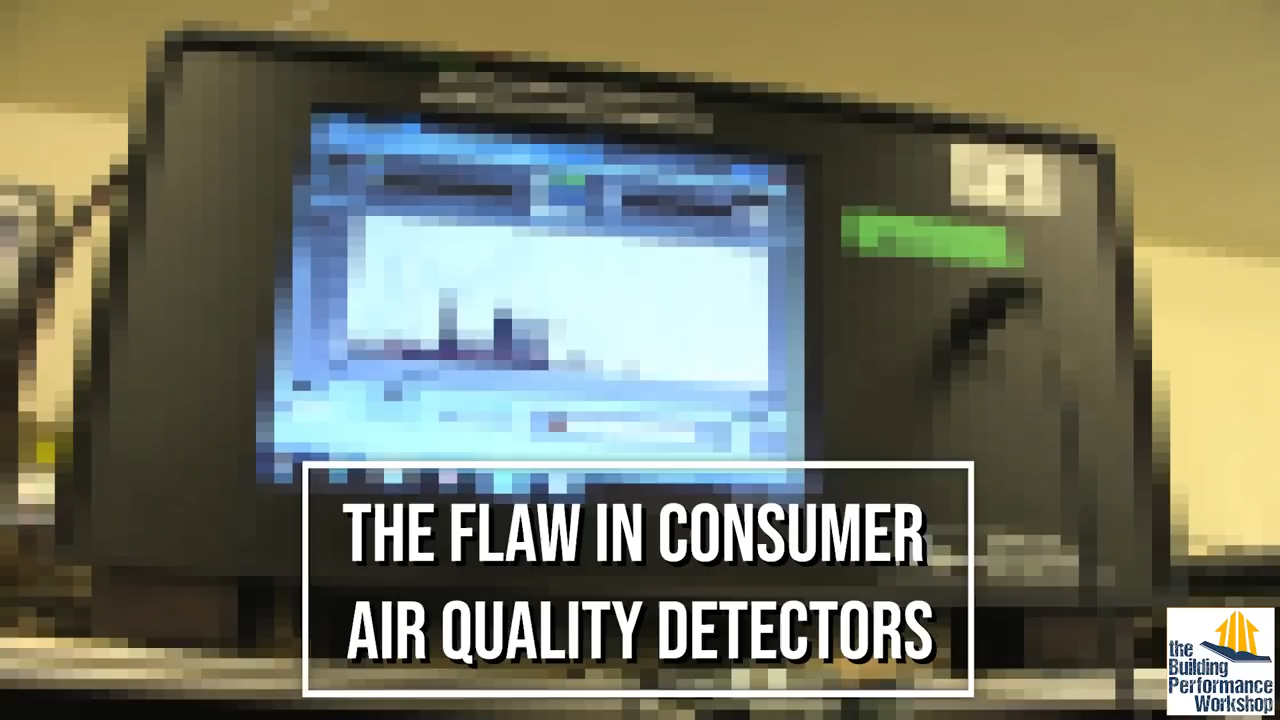 THE FLAW IN CONSUMER
AIR QUALITY DETECTORS
the
Building
Performance
Workshop